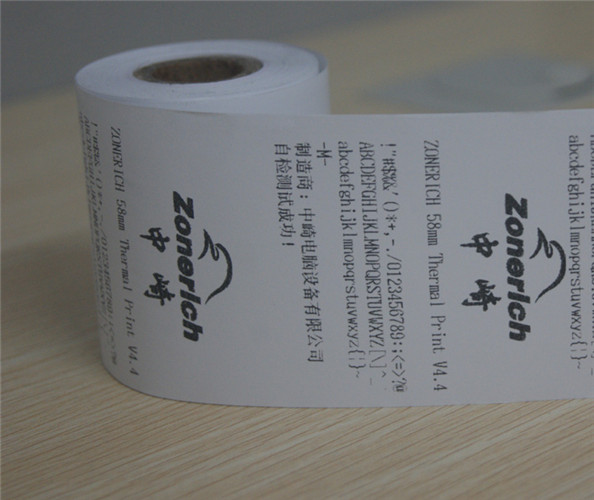 abcdefghijklmnopqrstuvwxyz{|}~
Zonerich
中崎
ZONERICH 58mm Thermal Print V4.4
!"#$%&'()*+,-./0123456789:;<=>?@
ABCDEFGHIJKLMNOPQRSTUVWXYZ[\]^_
abcdefghijklmnopqrstuvwxyz{|}~
-M-
制造商：中崎电脑设备有限公司
自检测试成功！
Zonerich
中崎
ZONERICH 58mm Thermal Print V4.4
!"#$%&'()*+,-./0123456789:;<=>?@